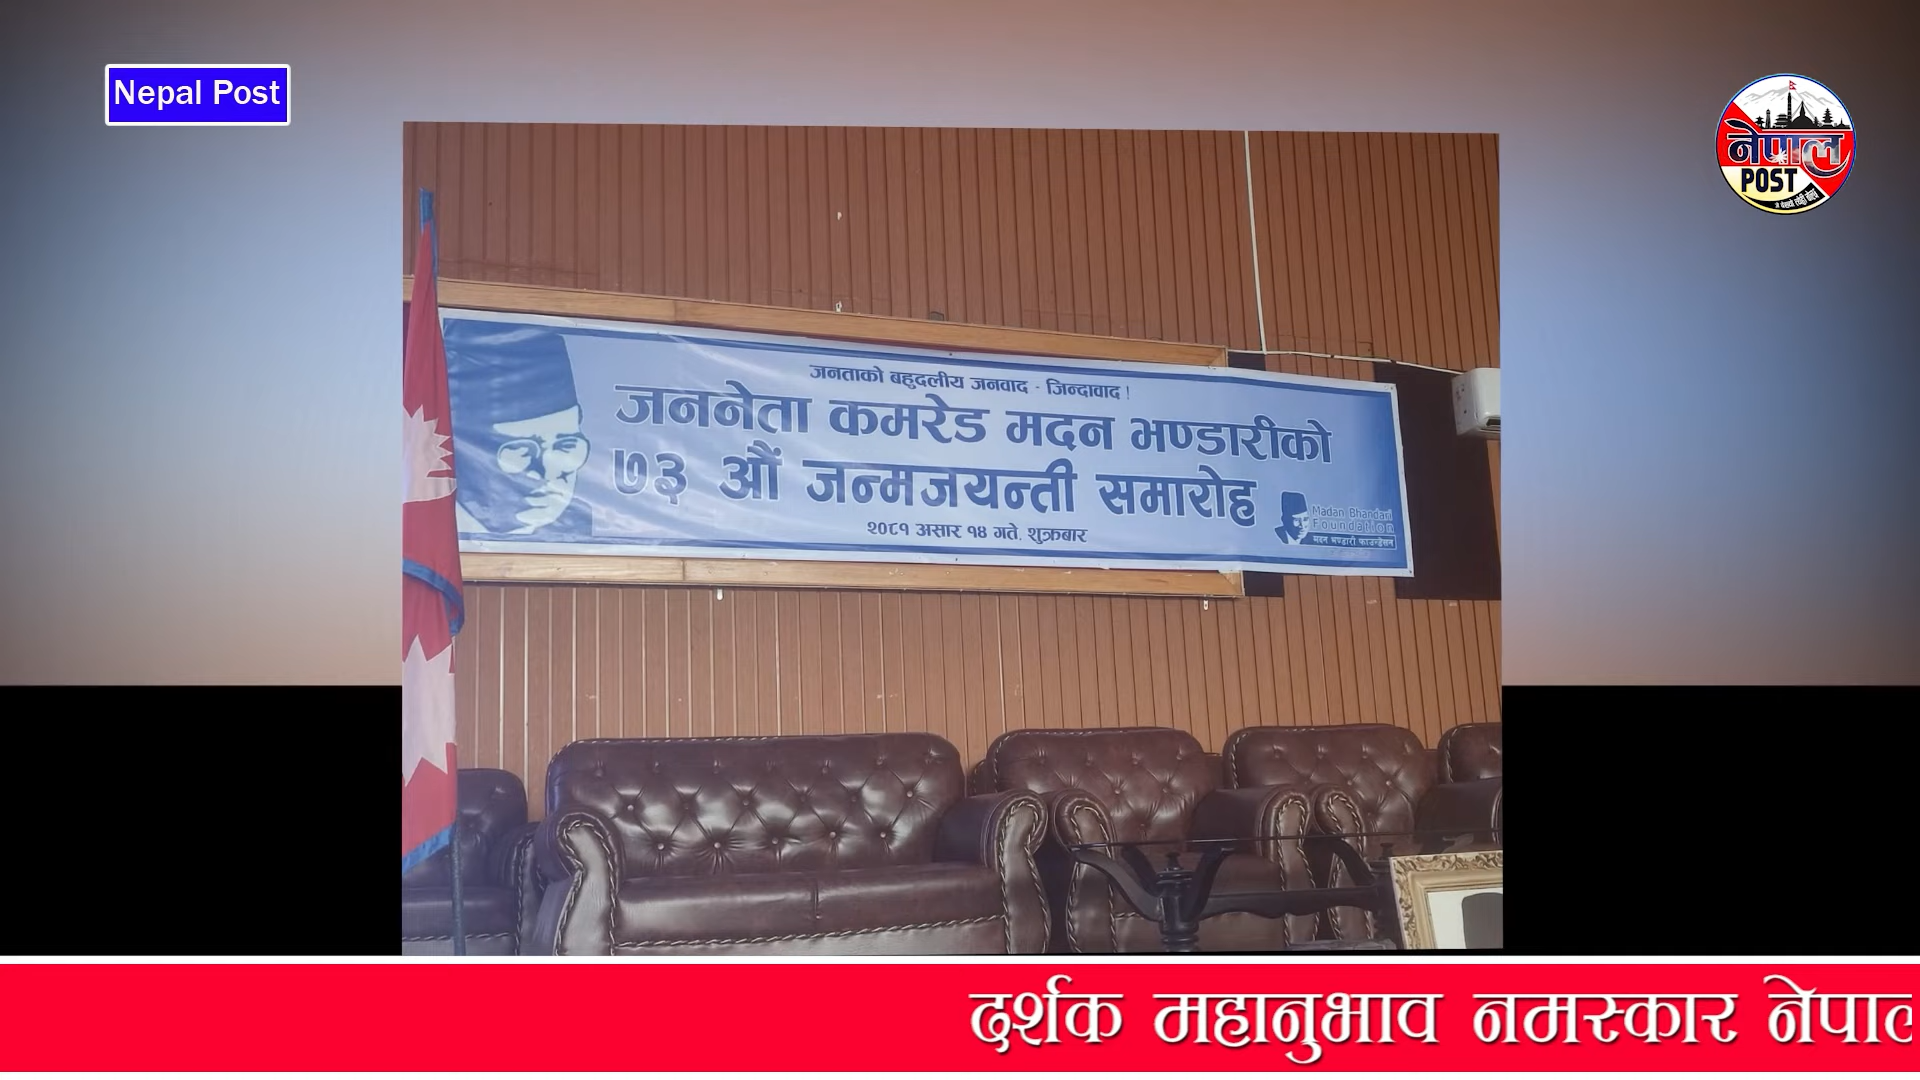 Nepal Post
नेपाल
POST
जनताको बहुदलीय जनवाद - जिन्दावाद !
जननेता कमरेड मदन भण्डारीको
७३ औं जन्मजयन्ती समारोह
२०८१ असार १४ गते, शुक्रबार
Madan Bhandari
Foundation
मदन भण्डारी फाउन्डेसन
दर्शक महानुभाव नमस्कार नेपाल